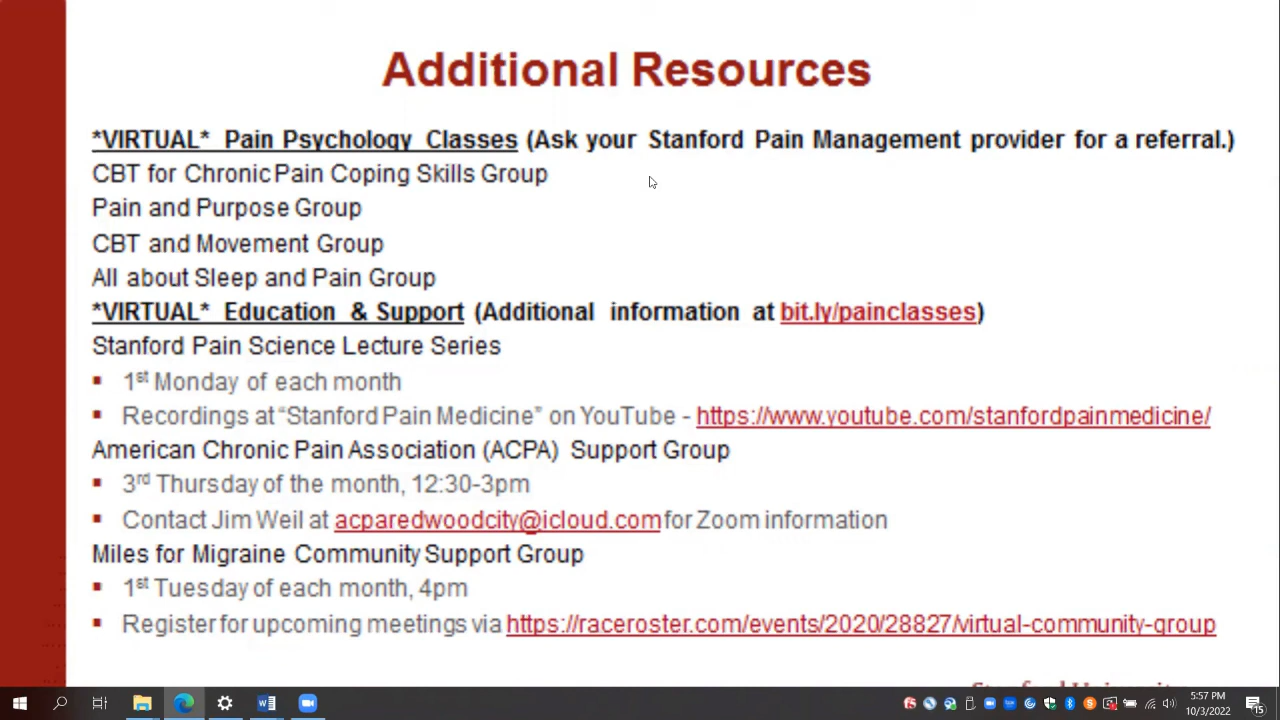 Additional Resources
*VIRTUAL* Pain Psychology Classes (Ask your Stanford Pain Management provider for a referral.)
CBT for Chronic Pain Coping Skills Group
Pain and Purpose Group
CBT and Movement Group
All about Sleep and Pain Group
*VIRTUAL* Education & Support (Additional information at bit.ly/painclasses)
Stanford Pain Science Lecture Series
▪ 1st Monday of each month
▪ Recordings at “Stanford Pain Medicine” on YouTube - https://www.youtube.com/stanfordpainmedicine/
American Chronic Pain Association (ACPA) Support Group
▪ 3rd Thursday of the month, 12:30-3pm
▪ Contact Jim Weil at acparedwoodcity@icloud.com for Zoom information
Miles for Migraine Community Support Group
▪ 1st Tuesday of each month, 4pm
▪ Register for upcoming meetings via https://raceroster.com/events/2020/28827/virtual-community-group
5:57 PM
10/3/2022
15